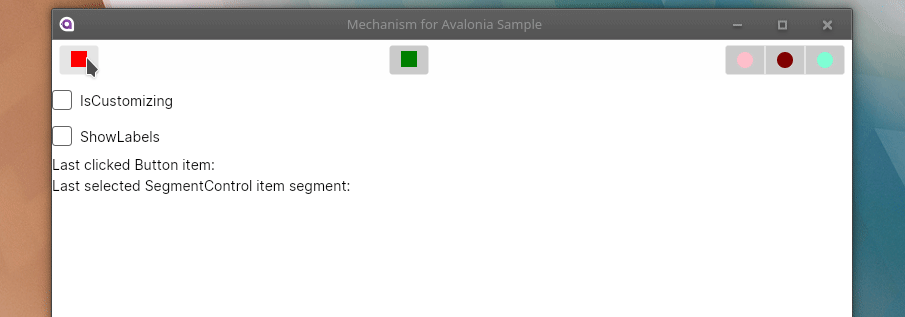 Mechanism for Avalonia Sample
IsCustomizing
ShowLabels
Last clicked Button item:
Last selected SegmentControl item segment: